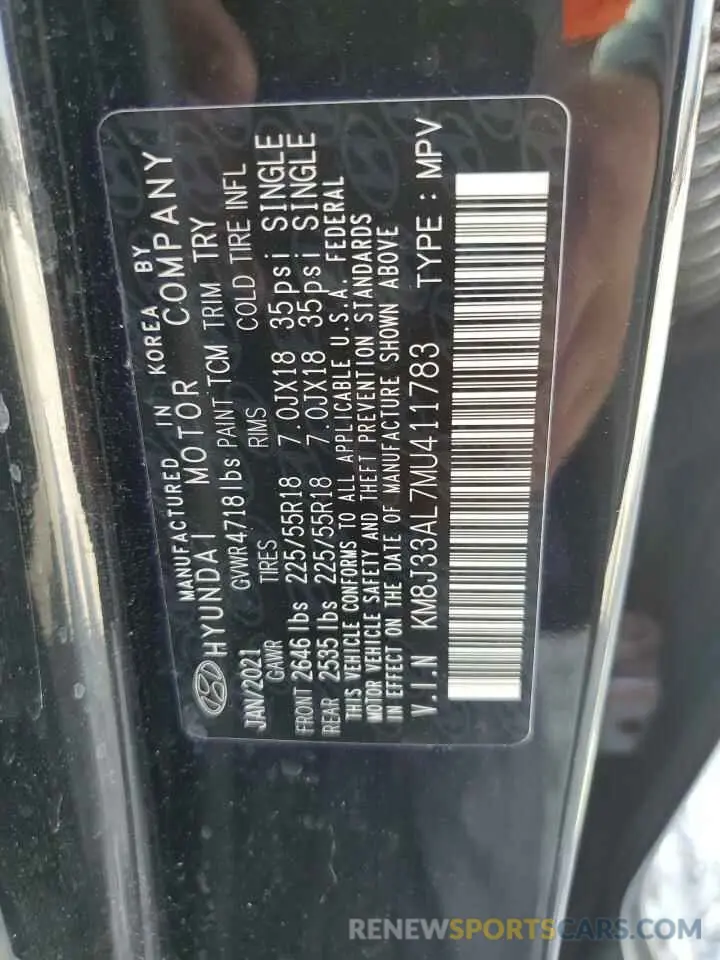 MANUFACTURED IN KOREA BY
HYUNDAI MOTOR COMPANY
JAN/2021 GVWR4718lbs PAINT TCM TRIM TRY
GAWR TIRES RIMS COLD TIRE INFL
FRONT 2646 lbs 225/55R18 7.0JX18 35psi SINGLE
REAR 2535 lbs 225/55R18 7.0JX18 35psi SINGLE
THIS VEHICLE CONFORMS TO ALL APPLICABLE U.S.A. FEDERAL
MOTOR VEHICLE SAFETY AND THEFT PREVENTION STANDARDS
IN EFFECT ON THE DATE OF MANUFACTURE SHOWN ABOVE
V.I.N KM8J33AL7MU411783 TYPE : MPV
RENEWSPORTSCARS.COM